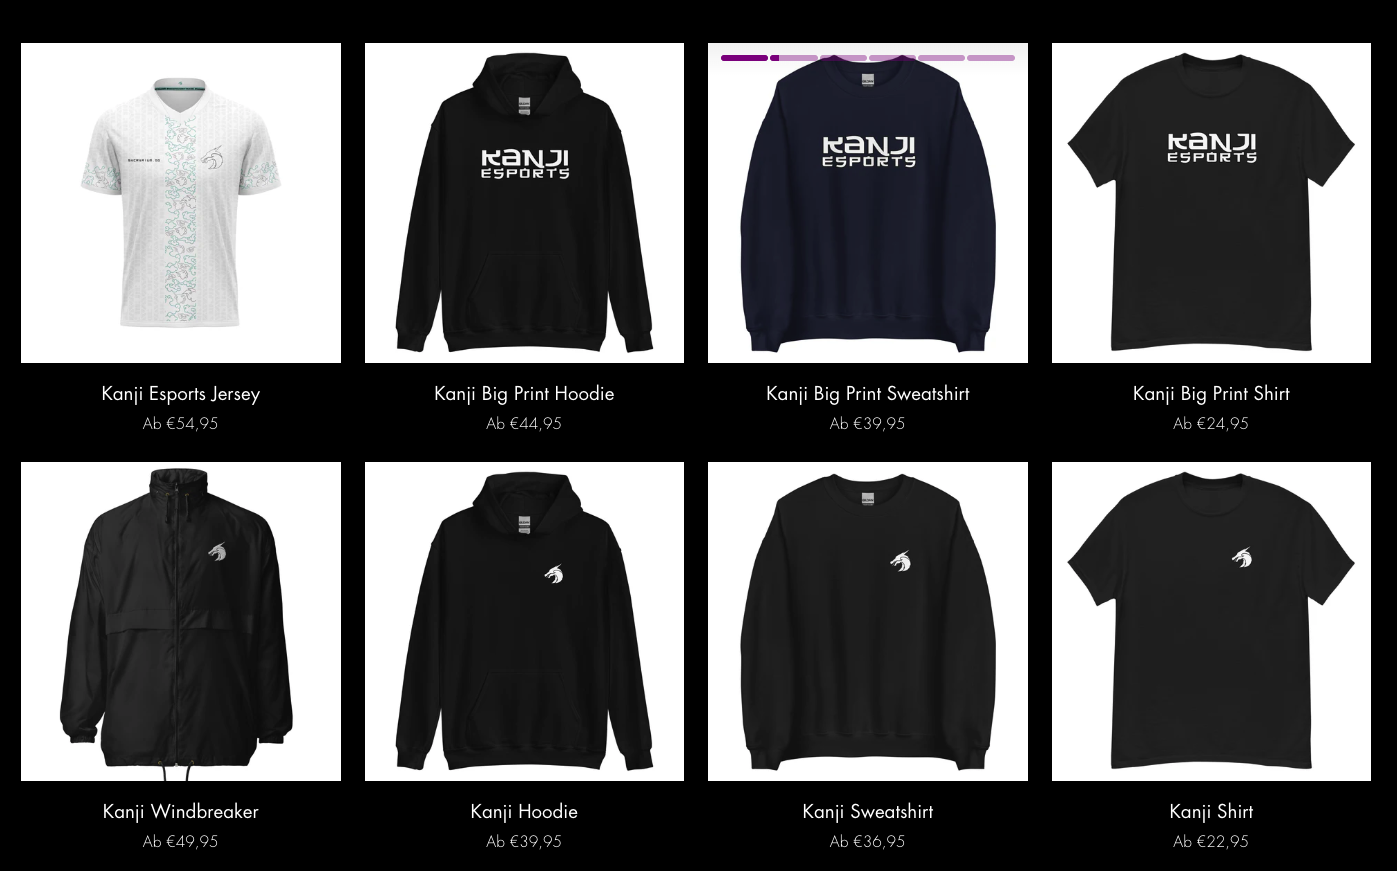 KANJI
ESPORTS
KANJI
ESPORTS
KANJI
ESPORTS
Kanji Esports Jersey
Ab €54,95
Kanji Big Print Hoodie
Ab €44,95
Kanji Big Print Sweatshirt
Ab €39,95
Kanji Big Print Shirt
Ab €24,95
Kanji Windbreaker
Ab €49,95
Kanji Hoodie
Ab €39,95
Kanji Sweatshirt
Ab €36,95
Kanji Shirt
Ab €22,95